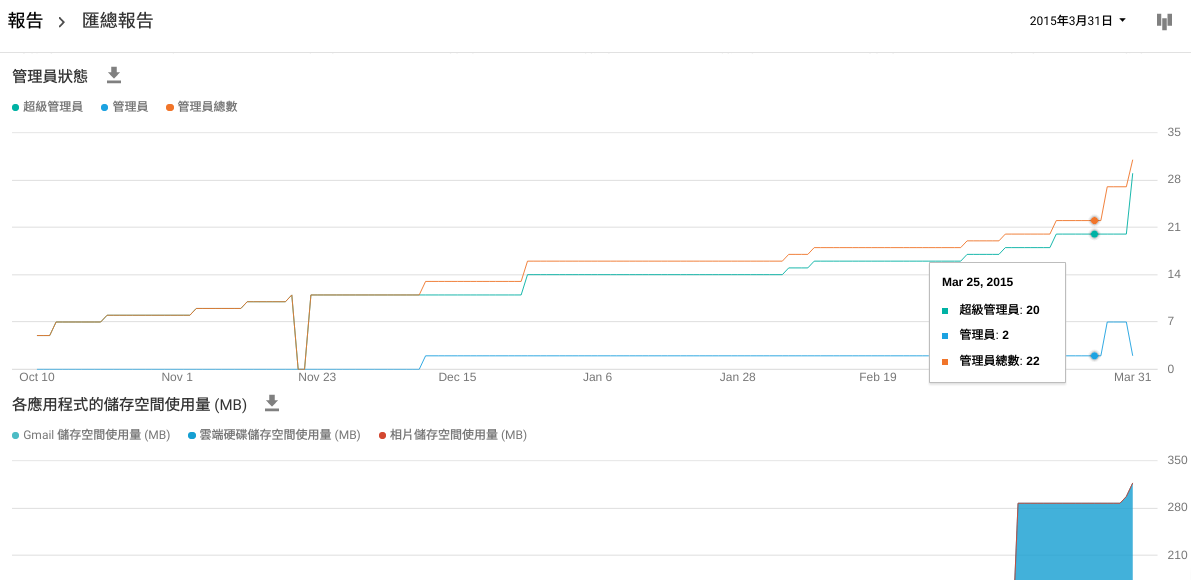 報告 > 匯總報告 2015年3月31日
管理員狀態
超級管理員 管理員 管理員總數
35
28
21
14
7
0
Mar 25, 2015
超級管理員: 20
管理員: 2
管理員總數: 22
Oct 10 Nov 1 Nov 23 Dec 15 Jan 6 Jan 28 Feb 19 Mar 31
各應用程式的儲存空間使用量 (MB)
Gmail 儲存空間使用量 (MB) 雲端硬碟儲存空間使用量 (MB) 相片儲存空間使用量 (MB)
350
280
210